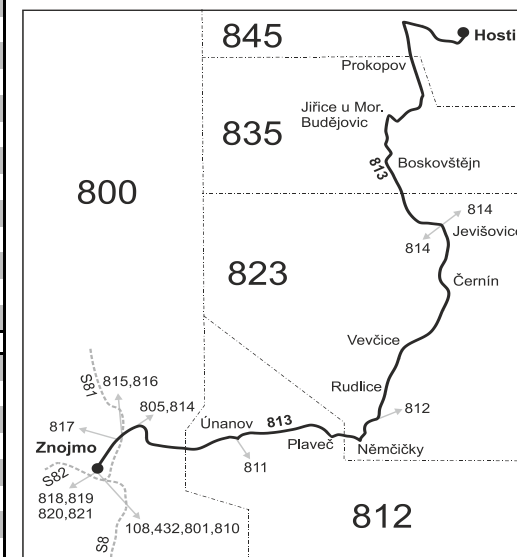 845
Hosti
Prokopov
Jiřice u Mor.
Budějovic
835
813
Boskovštějn
800
814
Jevišovice
814
823
Černín
Vevčice
Rudlice
812
S81
815,816
805,814
817
Únanov
813
Plaveč
Němčičky
Znojmo
811
S82
818,819
820,821
S8
108,432,801,810
812